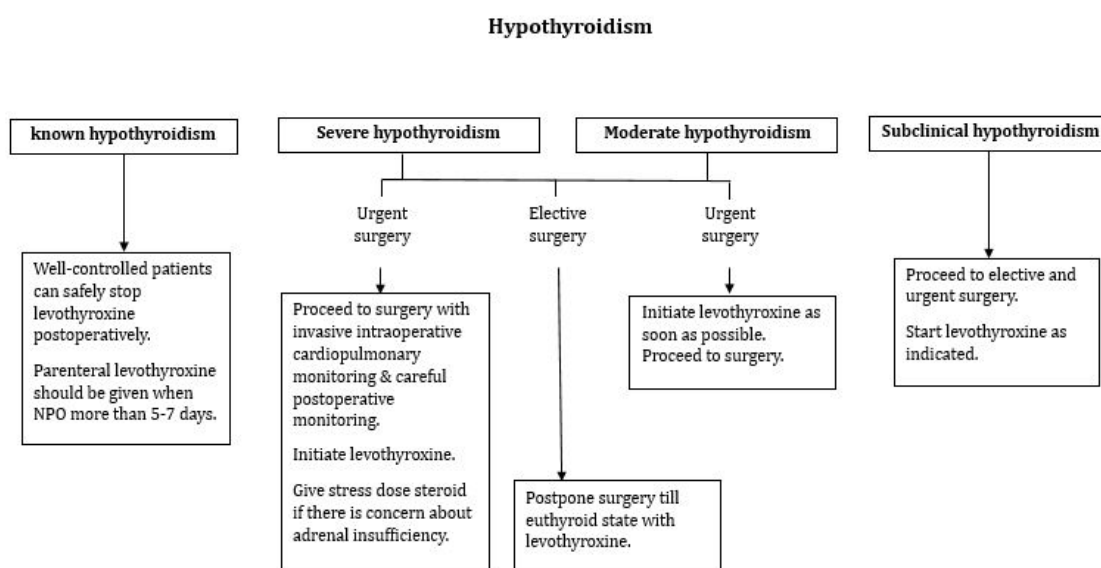 Hypothyroidism
known hypothyroidism
Severe hypothyroidism
Moderate hypothyroidism
Subclinical hypothyroidism
Urgent
surgery
Elective
surgery
Urgent
surgery
Well-controlled patients
can safely stop
levothyroxine
postoperatively.
Parenteral levothyroxine
should be given when
NPO more than 5-7 days.
Proceed to surgery with
invasive intraoperative
cardiopulmonary
monitoring & careful
postoperative
monitoring.
Initiate levothyroxine.
Give stress dose steroid
if there is concern about
adrenal insufficiency.
Postpone surgery till
euthyroid state with
levothyroxine.
Initiate levothyroxine as
soon as possible.
Proceed to surgery.
Proceed to elective and
urgent surgery.
Start levothyroxine as
indicated.